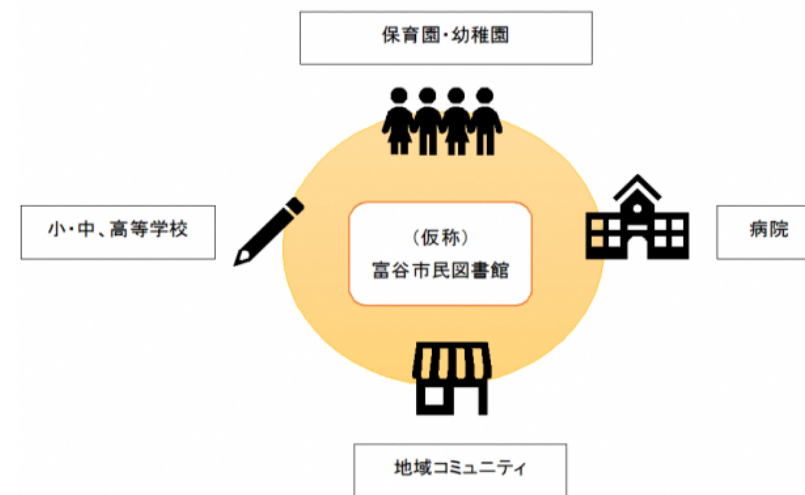 保育園・幼稚園
小・中、高等学校
(仮称)
富谷市民図書館
病院
地域コミュニティ